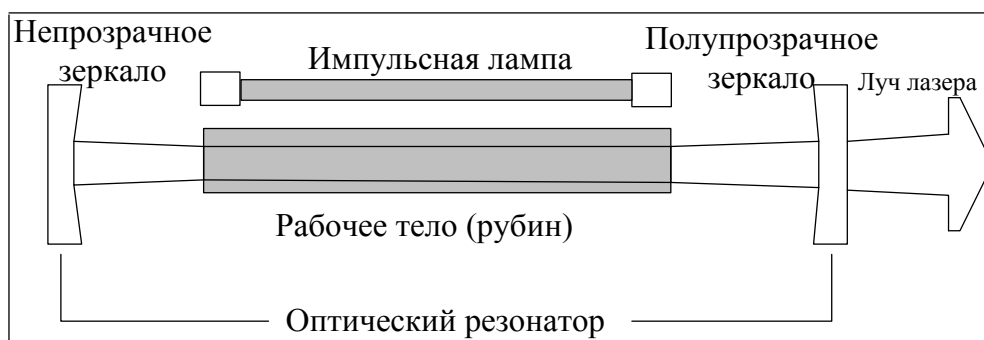 Непрозрачное
зеркало
Импульсная лампа
Полупрозрачное
зеркало
Луч лазера
Рабочее тело (рубин)
Оптический резонатор